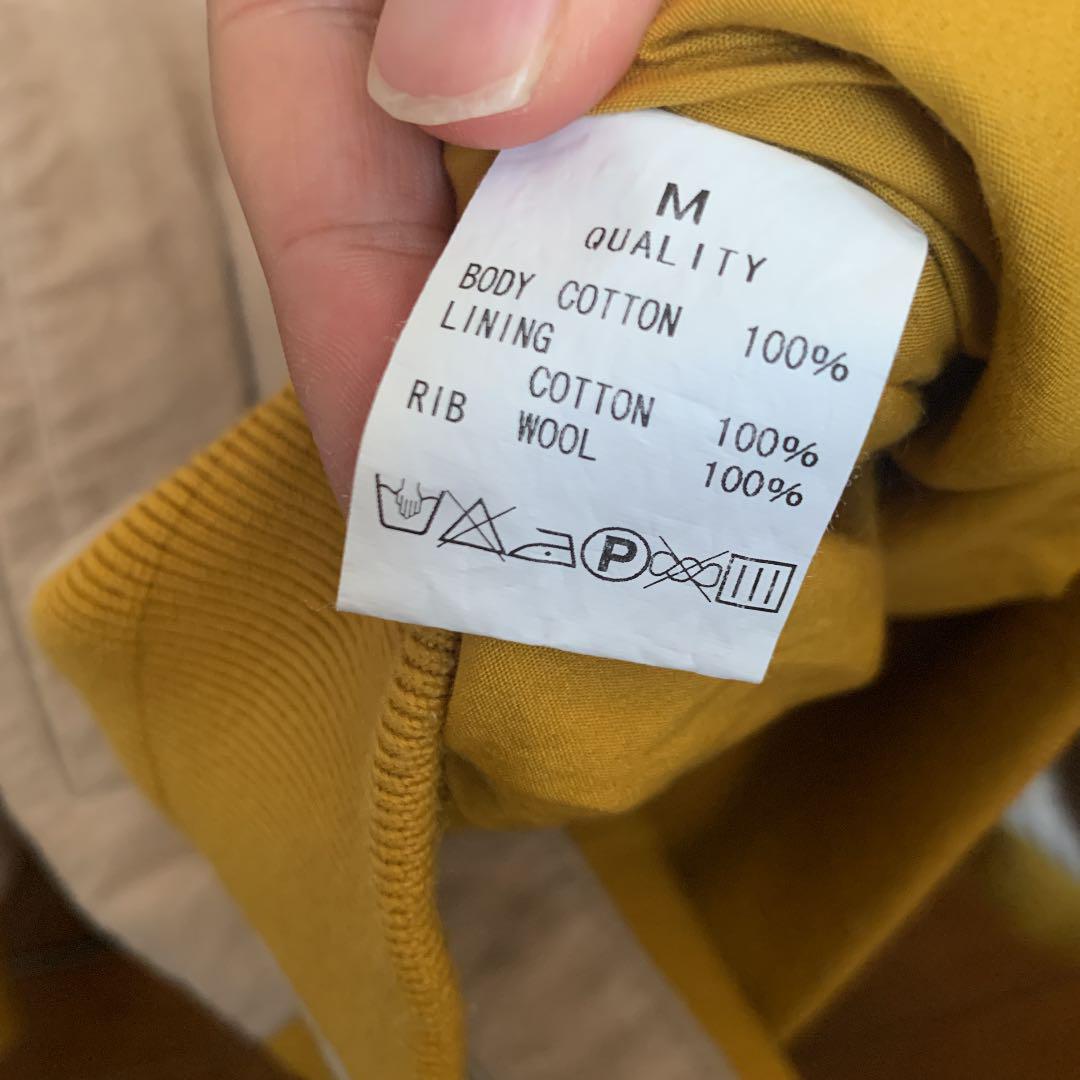 M
QUALITY
BODY COTTON 100%
LINING
COTTON 100%
RIB WOOL 100%
P